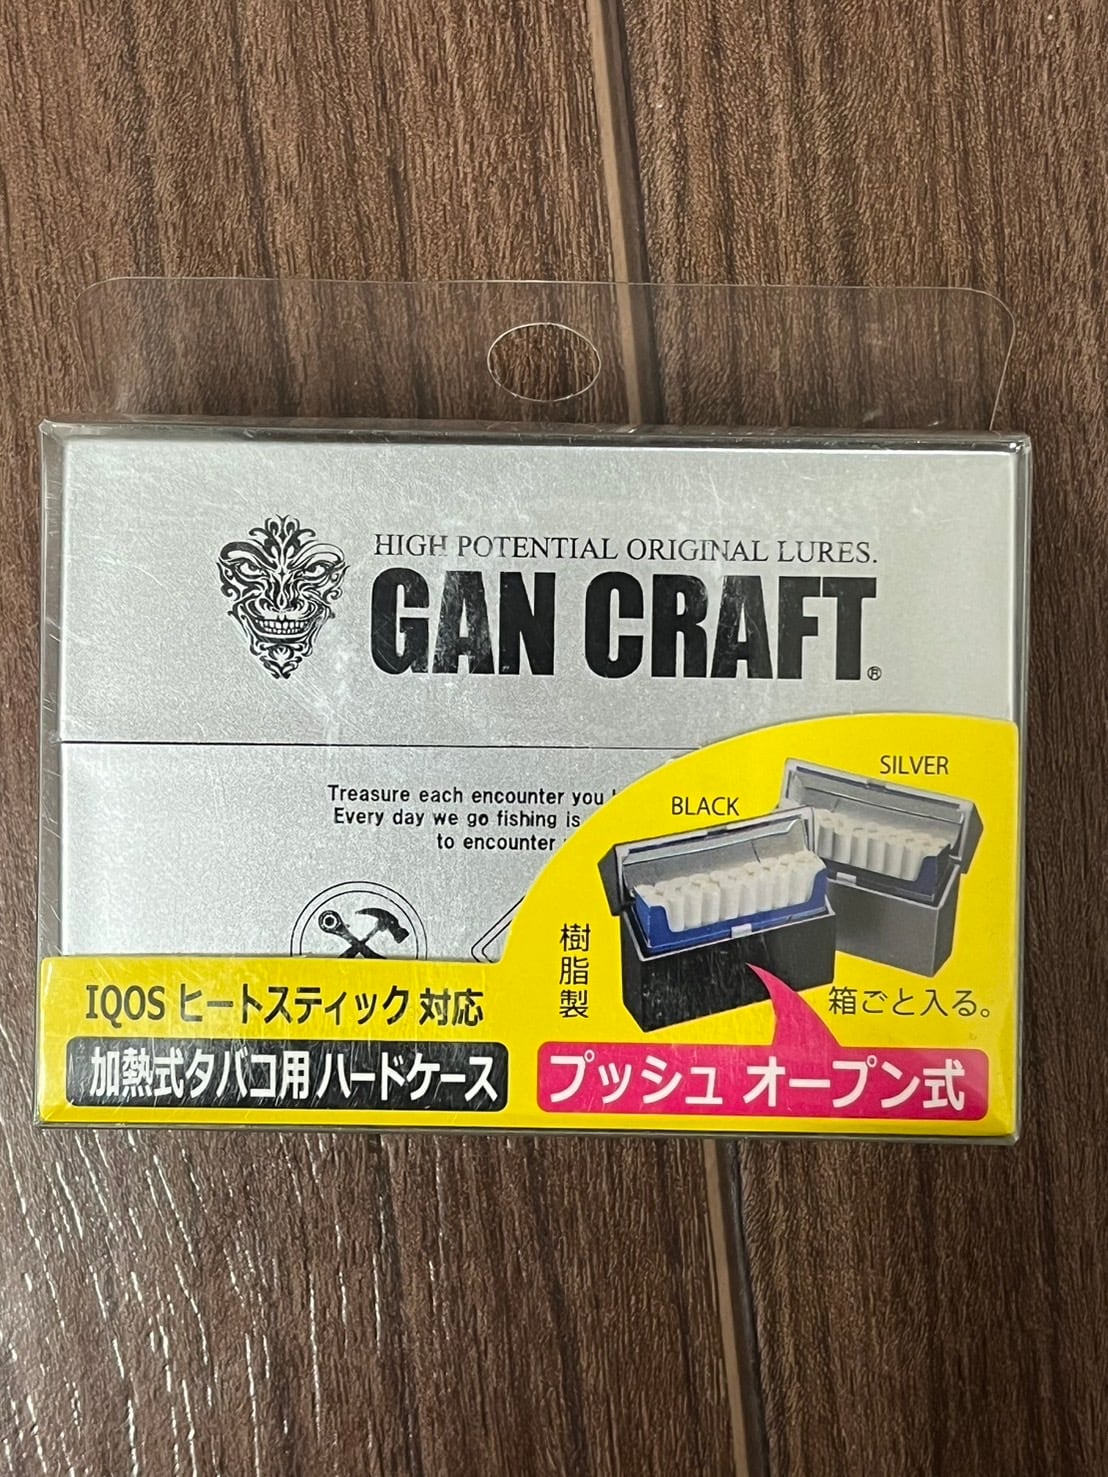 HIGH POTENTIAL ORIGINAL LURES.
GAN CRAFT®
Treasure each encounter you
Every day we go fishing is
to encounter
SILVER
BLACK
樹脂製
箱ごと入る。
IQOS ヒートスティック 対応
加熱式タバコ用 ハードケース
プッシュ オープン式